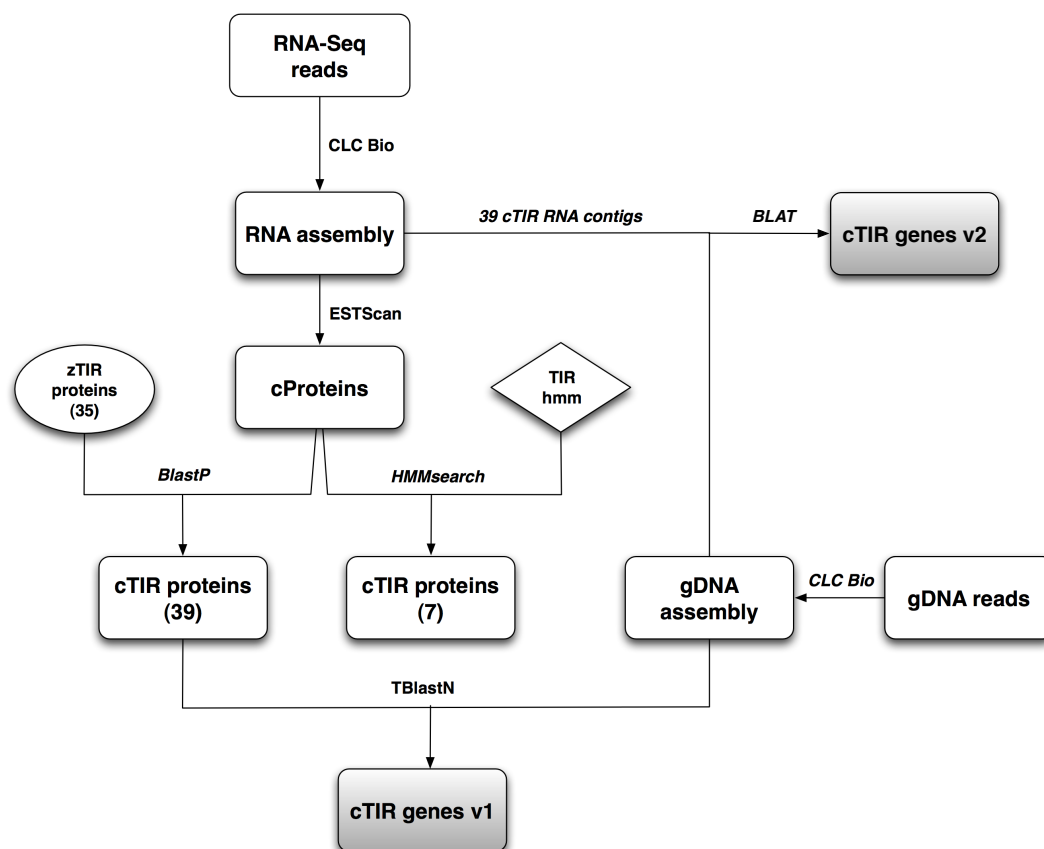 RNA-Seq
reads
CLC Bio
RNA assembly
39 cTIR RNA contigs
BLAT
cTIR genes v2
ESTScan
zTIR
proteins
(35)
cProteins
TIR
hmm
BlastP
HMMsearch
cTIR proteins
(39)
cTIR proteins
(7)
gDNA
assembly
CLC Bio
gDNA reads
TBlastN
cTIR genes v1